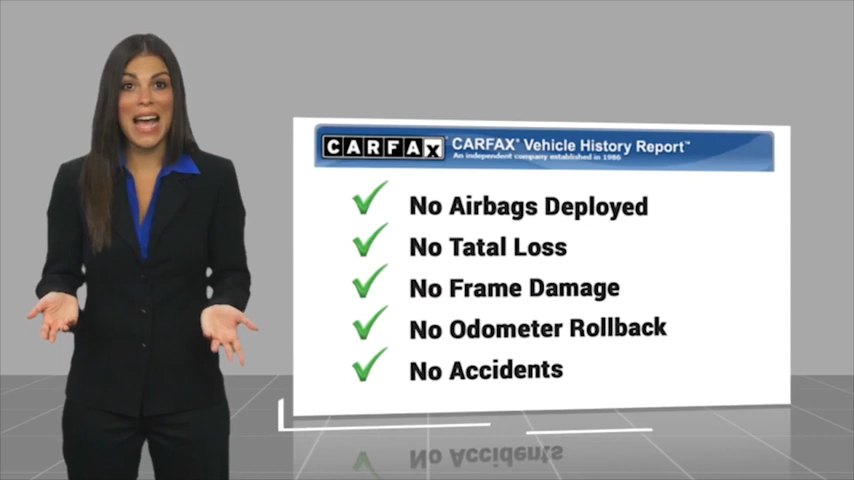 CARFAX CARFAX® Vehicle History Report™
An independent company established in 1986
No Airbags Deployed
No Tatal Loss
No Frame Damage
No Odometer Rollback
No Accidents
No Accidents